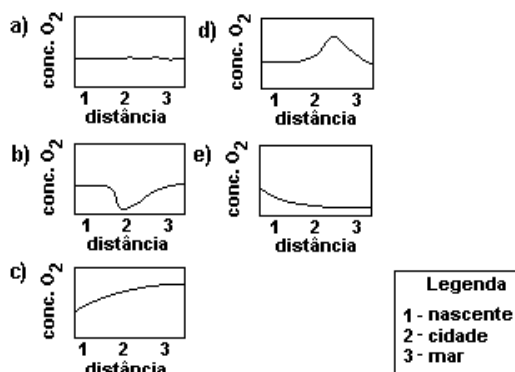 a)
conc. O2
1 2 3
distância
b)
conc. O2
1 2 3
distância
c)
conc. O2
1 2 3
distância
d)
conc. O2
1 2 3
distância
e)
conc. O2
1 2 3
distância
Legenda
1 - nascente
2 - cidade
3 - mar